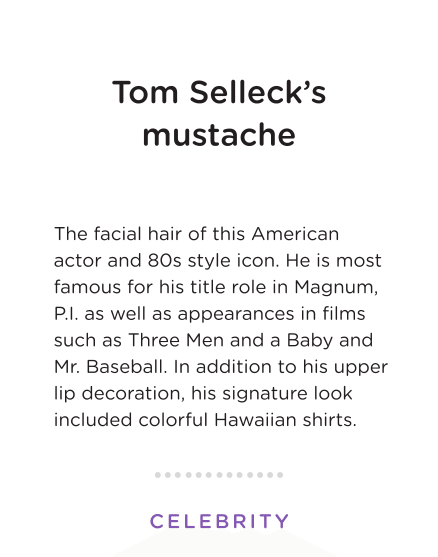 Tom Selleck’s
mustache
The facial hair of this American
actor and 80s style icon. He is most
famous for his title role in Magnum,
P.I. as well as appearances in films
such as Three Men and a Baby and
Mr. Baseball. In addition to his upper
lip decoration, his signature look
included colorful Hawaiian shirts.
CELEBRITY